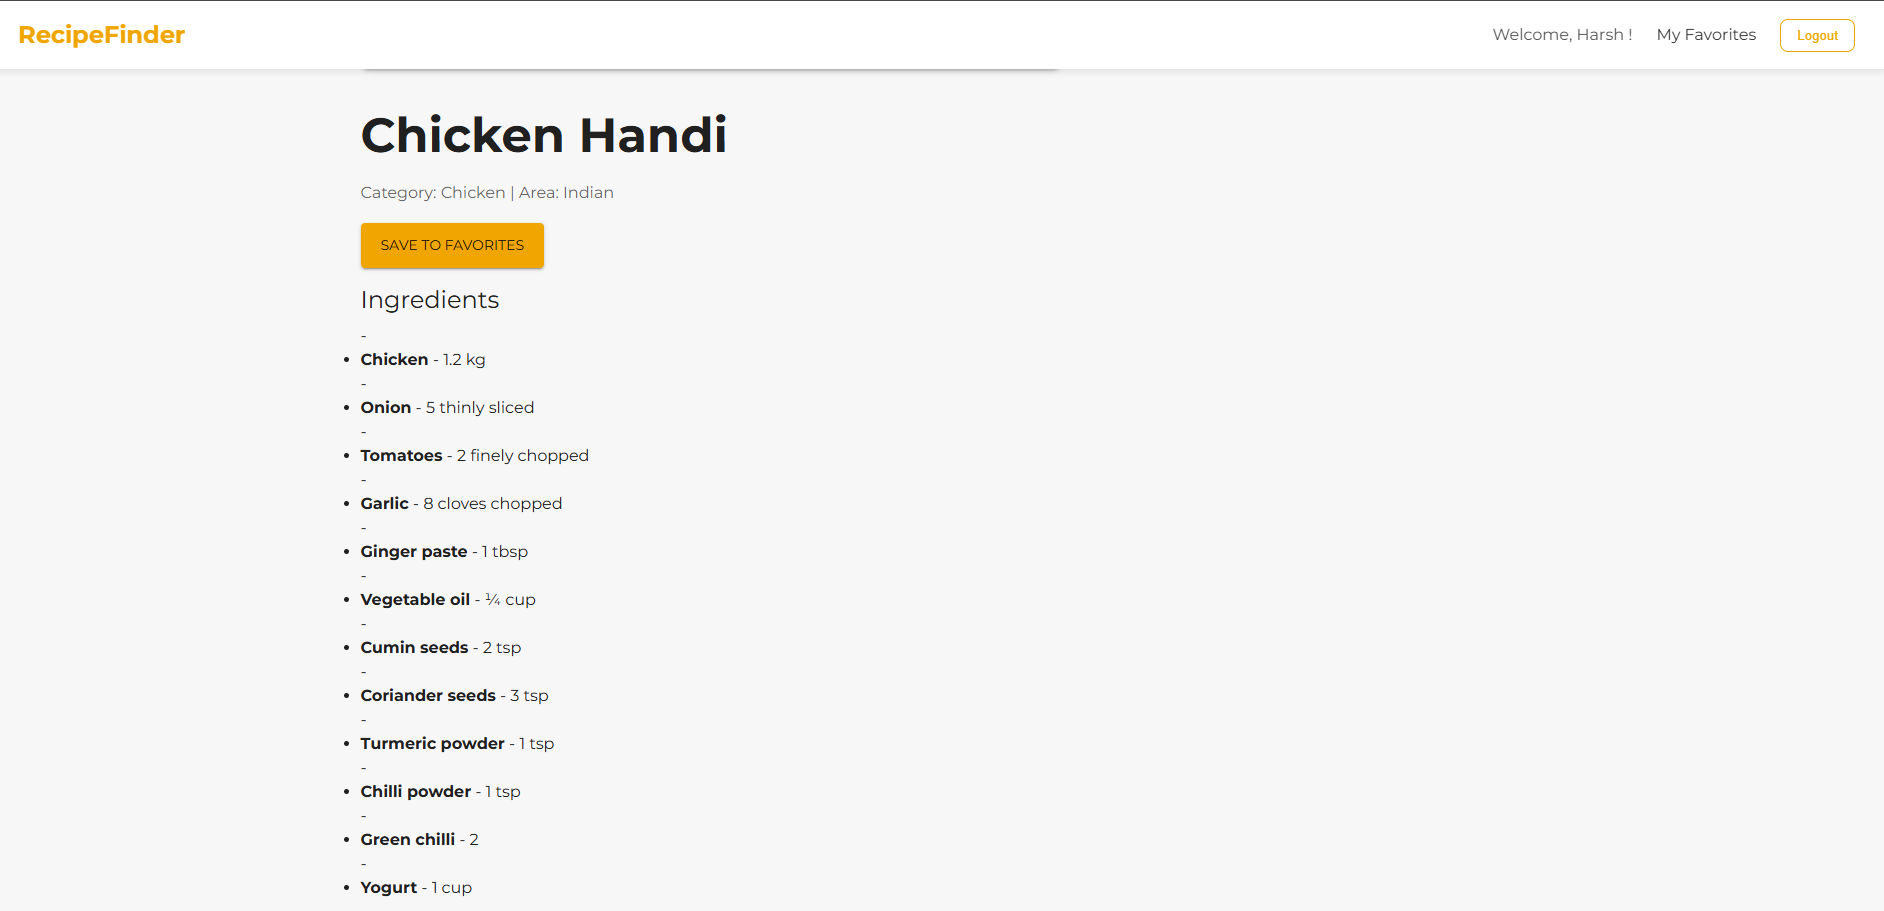 RecipeFinder
Welcome, Harsh !
My Favorites
Logout
Chicken Handi
Category: Chicken | Area: Indian
SAVE TO FAVORITES
Ingredients
-
• Chicken - 1.2 kg
-
• Onion - 5 thinly sliced
-
• Tomatoes - 2 finely chopped
-
• Garlic - 8 cloves chopped
-
• Ginger paste - 1 tbsp
-
• Vegetable oil - ¼ cup
-
• Cumin seeds - 2 tsp
-
• Coriander seeds - 3 tsp
-
• Turmeric powder - 1 tsp
-
• Chilli powder - 1 tsp
-
• Green chilli - 2
-
• Yogurt - 1 cup